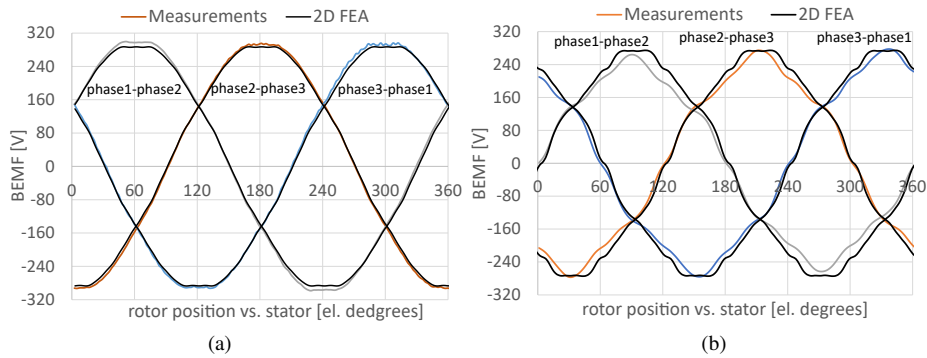 Measurements 2D FEA
320
240
160
80
0
-80
-160
-240
-320
BEMF [V]
phase1-phase2 phase2-phase3 phase3-phase1
0 60 120 180 240 300 360
rotor position vs. stator [el. dedgrees]
(a)
Measurements 2D FEA
320
240
160
80
0
-80
-160
-240
-320
BEMF [V]
phase1-phase2 phase2-phase3 phase3-phase1
0 60 120 180 240 300 360
rotor position vs. stator [el. dedgrees]
(b)